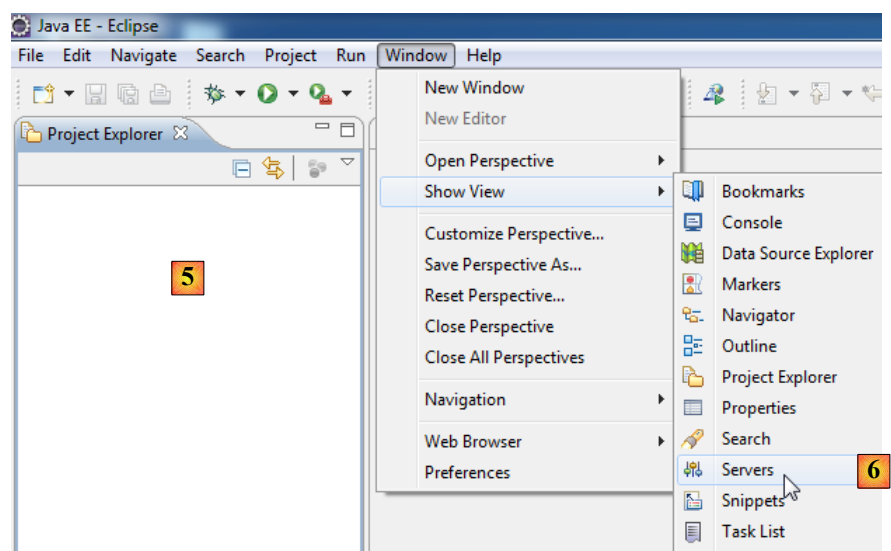 Java EE - Eclipse
File Edit Navigate Search Project Run Window Help
New Window
New Editor
Project Explorer
Open Perspective
Show View
Customize Perspective...
Save Perspective As...
Reset Perspective...
Close Perspective
Close All Perspectives
Navigation
Web Browser
Preferences
Bookmarks
Console
Data Source Explorer
Markers
Navigator
Outline
Project Explorer
Properties
Search
Servers
Snippets
Task List
5
6